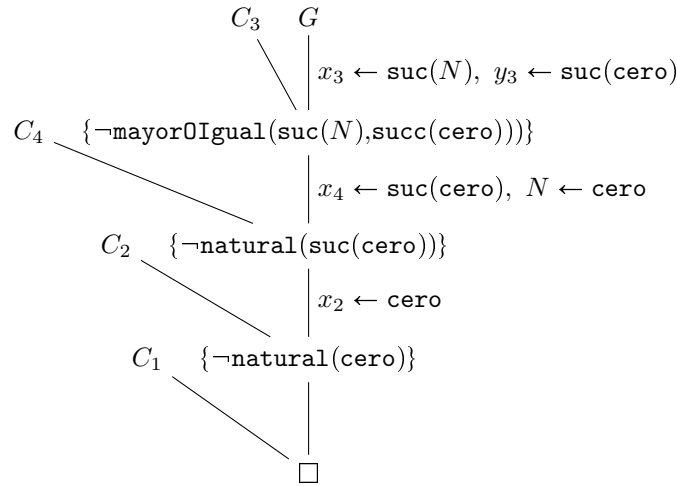 C₃ G
x₃ ← suc(N), y₃ ← suc(cero)
C₄ {¬mayorOIgual(suc(N),succ(cero)))}
x₄ ← suc(cero), N ← cero
C₂ {¬natural(suc(cero))}
x₂ ← cero
C₁ {¬natural(cero)}
□